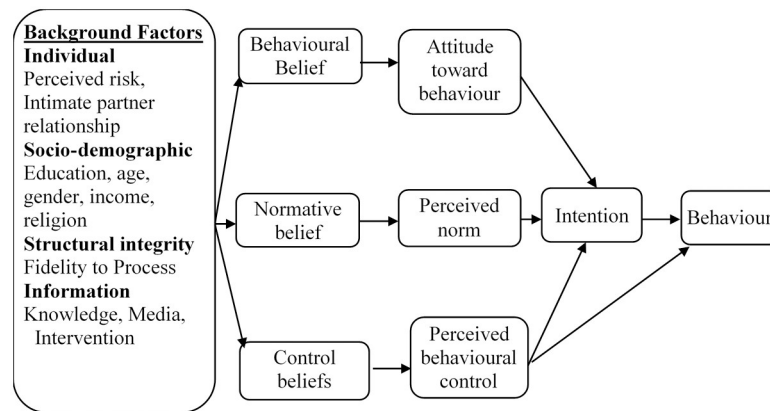 Background Factors
Individual
Perceived risk,
Intimate partner
relationship
Socio-demographic
Education, age,
gender, income,
religion
Structural integrity
Fidelity to Process
Information
Knowledge, Media,
Intervention
Behavioural
Belief
Attitude
toward
behaviour
Normative
belief
Perceived
norm
Intention
Behaviour
Control
beliefs
Perceived
behavioural
control